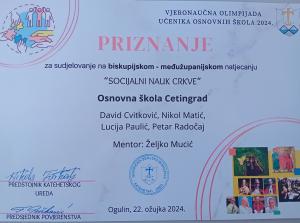 VJERONAUČNA OLIMPIJADA
UČENIKA OSNOVNIH ŠKOLA 2024.
PRIZNANJE
za sudjelovanje na biskupijskom - međužupanijskom natjecanju
"SOCIJALNI NAUK CRKVE"
Osnovna škola Cetingrad
David Cvitković, Nikol Matić,
Lucija Paulić, Petar Radočaj
Mentor: Željko Mucić
PREDSTOJNIK KATEHETSKOG
UREDA
PREDSJEDNIK POVJERENSTVA
Ogulin, 22. ožujka 2024.